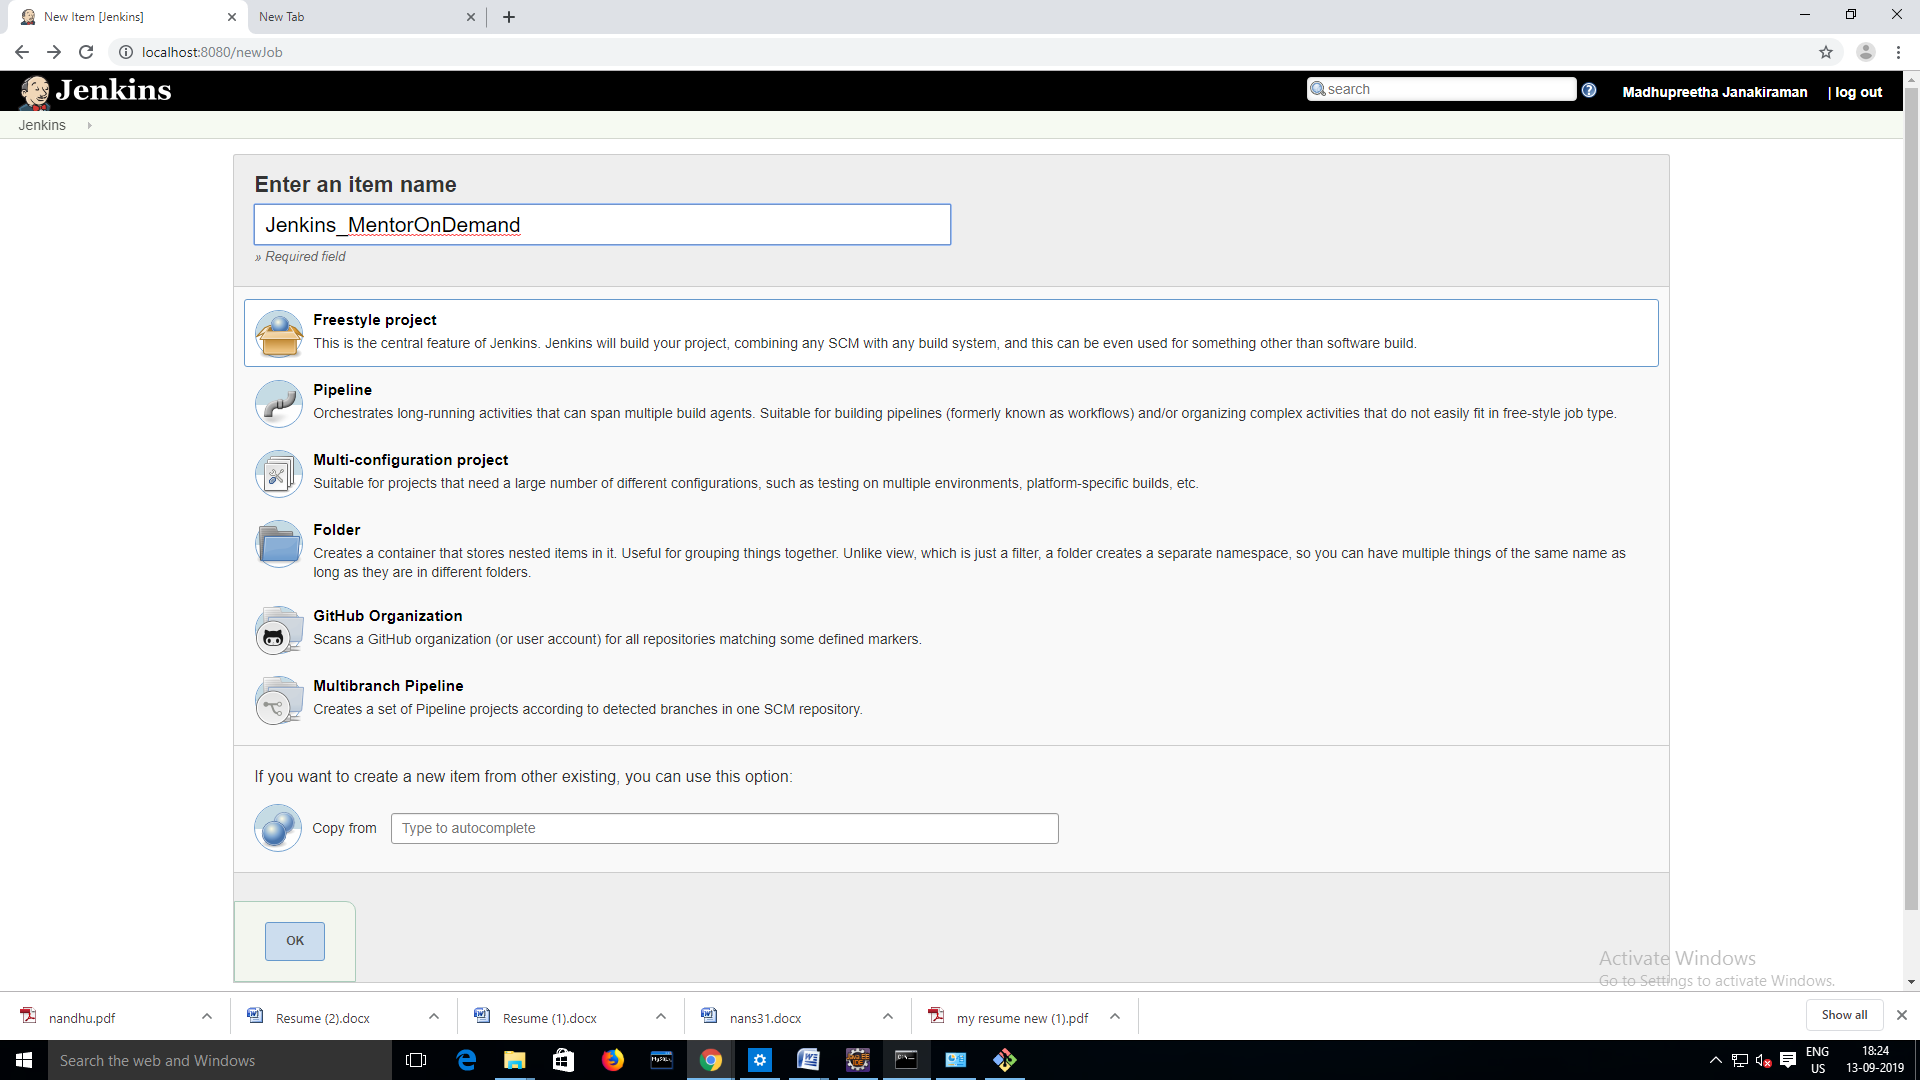 New Item [Jenkins]
New Tab
localhost:8080/newJob
Jenkins
search
Madhupreetha Janakiraman
| log out
Jenkins
Enter an item name
Jenkins_MentorOnDemand
» Required field
Freestyle project
This is the central feature of Jenkins. Jenkins will build your project, combining any SCM with any build system, and this can be even used for something other than software build.
Pipeline
Orchestrates long-running activities that can span multiple build agents. Suitable for building pipelines (formerly known as workflows) and/or organizing complex activities that do not easily fit in free-style job type.
Multi-configuration project
Suitable for projects that need a large number of different configurations, such as testing on multiple environments, platform-specific builds, etc.
Folder
Creates a container that stores nested items in it. Useful for grouping things together. Unlike view, which is just a filter, a folder creates a separate namespace, so you can have multiple things of the same name as
long as they are in different folders.
GitHub Organization
Scans a GitHub organization (or user account) for all repositories matching some defined markers.
Multibranch Pipeline
Creates a set of Pipeline projects according to detected branches in one SCM repository.
If you want to create a new item from other existing, you can use this option:
Copy from
Type to autocomplete
OK
Activate Windows
Go to Settings to activate Windows.
nandhu.pdf
Resume (2).docx
Resume (1).docx
nans31.docx
my resume new (1).pdf
Show all
Search the web and Windows
ENG
US
18:24
13-09-2019